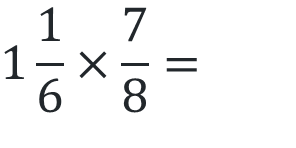 1 1/6 × 7/8 =